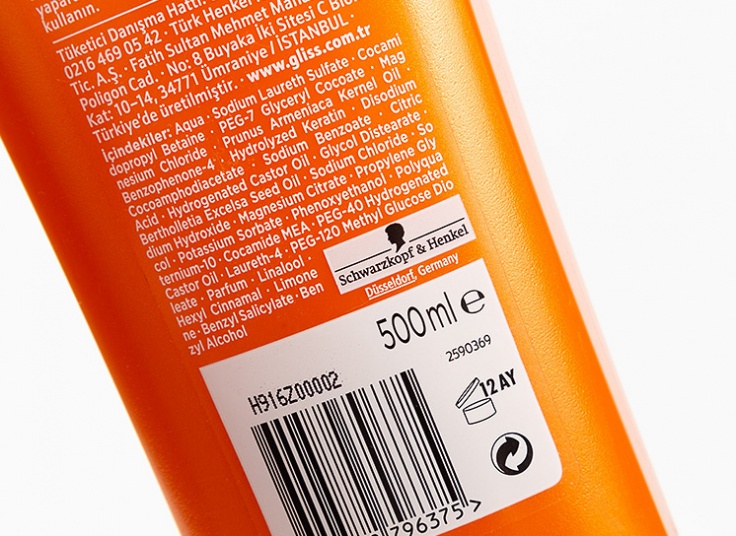 kullanın.
Tüketici Danışma Hattı:
0216 469 05 42 · Türk Henkel
Tic. A.Ş. · Fatih Sultan Mehmet Maha
Poligon Cad. · No: 8 Buyaka İki Sitesi C Blok
Kat: 10-14, 34771 Ümraniye / İSTANBUL ·
Türkiye'de üretilmiştir. · www.gliss.com.tr
İçindekiler: Aqua · Sodium Laureth Sulfate · Cocami
dopropyl Betaine · PEG-7 Glyceryl Cocoate · Mag
nesium Chloride · Prunus Armeniaca Kernel Oil ·
Benzophenone-4 · Hydrolyzed Keratin · Disodium
Cocoamphodiacetate · Sodium Benzoate · Citric
Acid · Hydrogenated Castor Oil · Glycol Distearate ·
Bertholletia Excelsa Seed Oil · Sodium Chloride · So
dium Hydroxide · Magnesium Citrate · Propylene Gly
col · Potassium Sorbate · Phenoxyethanol · Polyqua
ternium-10 · Cocamide MEA · PEG-40 Hydrogenated
Castor Oil · Laureth-4 · PEG-120 Methyl Glucose Dio
leate · Parfum · Linalool ·
Hexyl Cinnamal · Limone
ne · Benzyl Salicylate · Ben
zyl Alcohol
Schwarzkopf & Henkel
Düsseldorf, Germany
500ml e
2590369
H916Z00002
12 AY
796375 >